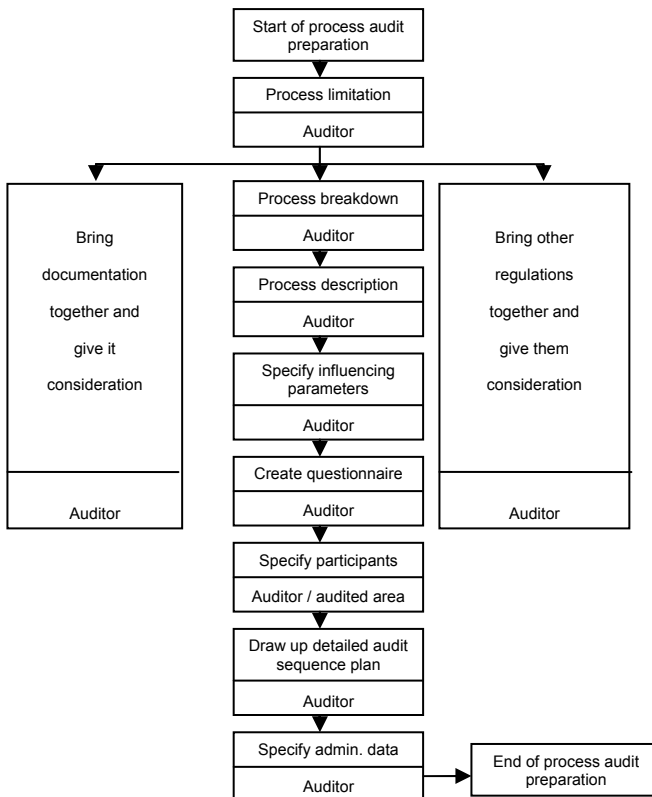 Start of process audit
preparation
Process limitation
Auditor
Bring
documentation
together and
give it
consideration
Auditor
Process breakdown
Auditor
Process description
Auditor
Specify influencing
parameters
Auditor
Create questionnaire
Auditor
Specify participants
Auditor / audited area
Draw up detailed audit
sequence plan
Auditor
Specify admin. data
Auditor
Bring other
regulations
together and
give them
consideration
Auditor
End of process audit
preparation